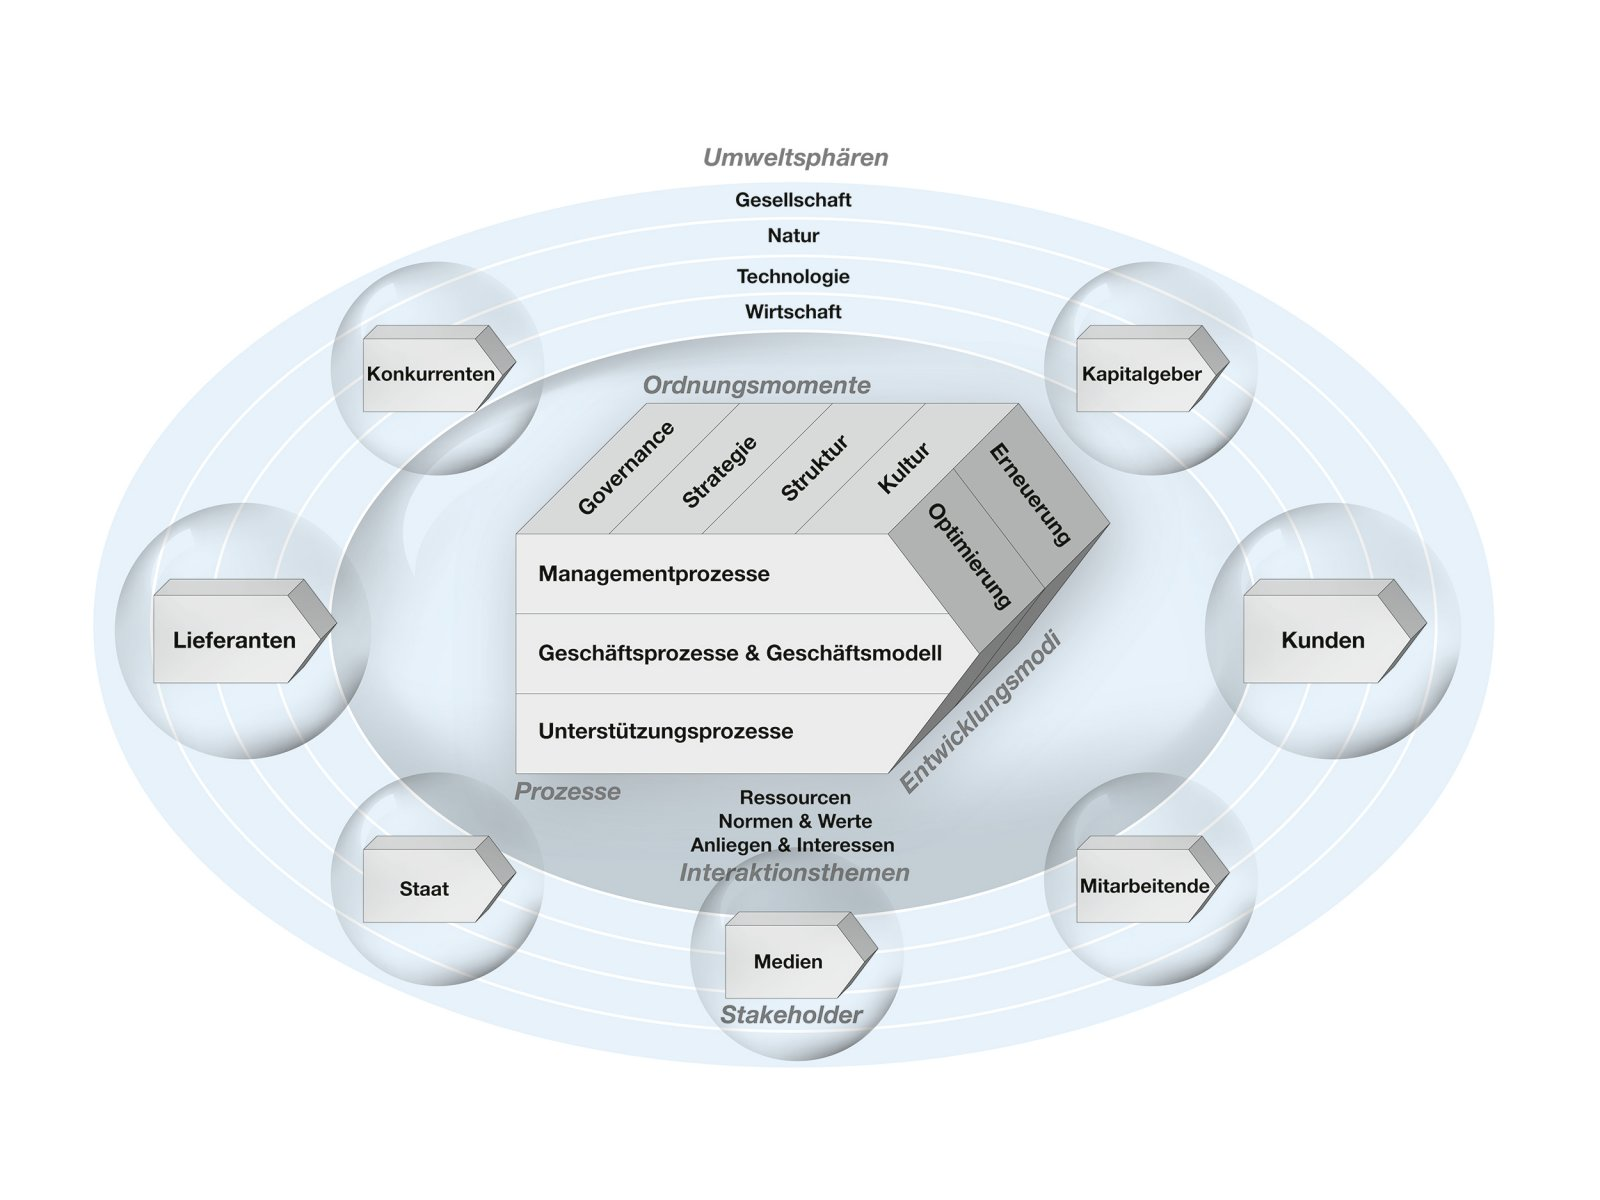 Umweltsphären
Gesellschaft
Natur
Technologie
Wirtschaft
Konkurrenten
Kapitalgeber
Ordnungsmomente
Governance
Strategie
Struktur
Kultur
Erneuerung
Optimierung
Managementprozesse
Geschäftsprozesse & Geschäftsmodell
Unterstützungsprozesse
Lieferanten
Kunden
Entwicklungsmodi
Prozesse
Ressourcen
Normen & Werte
Anliegen & Interessen
Interaktionsthemen
Staat
Mitarbeitende
Medien
Stakeholder